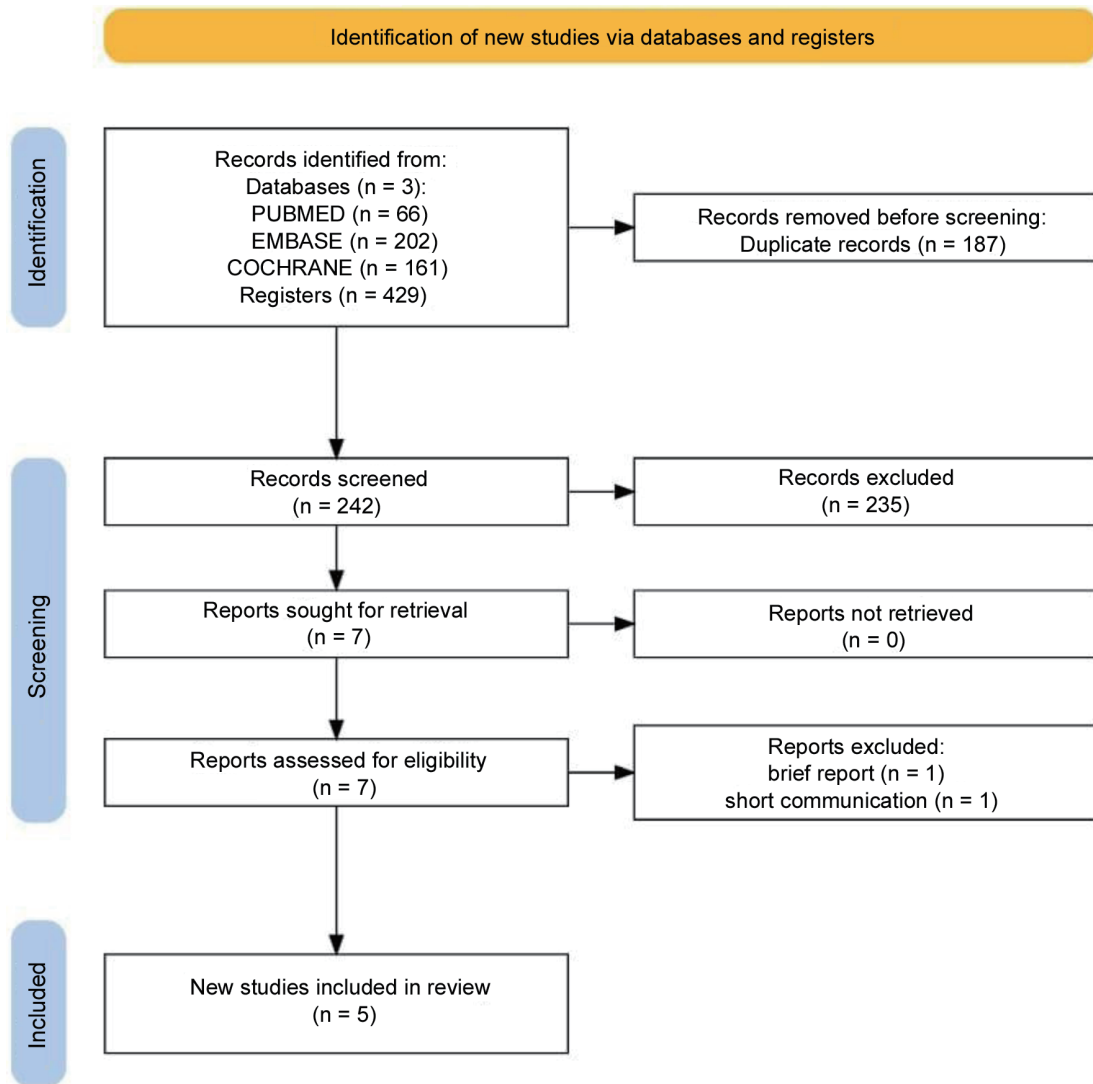 Identification of new studies via databases and registers
Identification
Records identified from:
Databases (n = 3):
PUBMED (n = 66)
EMBASE (n = 202)
COCHRANE (n = 161)
Registers (n = 429)
Records removed before screening:
Duplicate records (n = 187)
Screening
Records screened
(n = 242)
Records excluded
(n = 235)
Reports sought for retrieval
(n = 7)
Reports not retrieved
(n = 0)
Reports assessed for eligibility
(n = 7)
Reports excluded:
brief report (n = 1)
short communication (n = 1)
Included
New studies included in review
(n = 5)